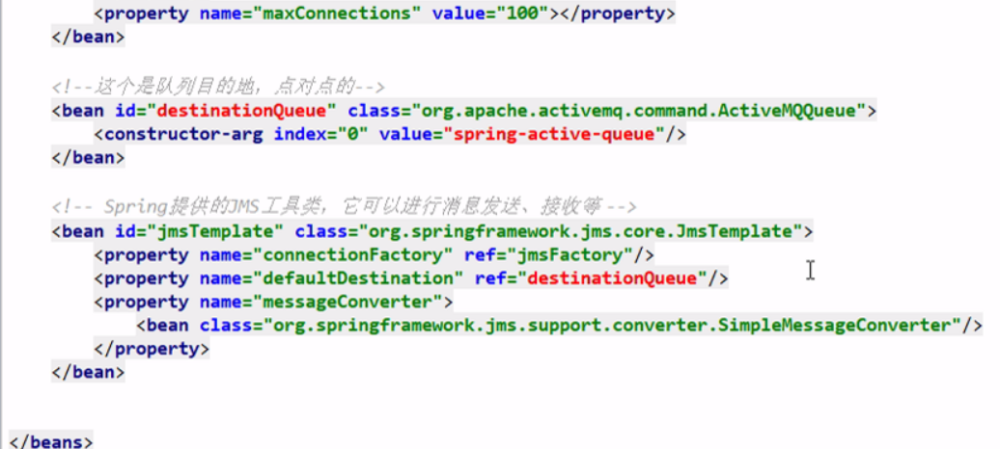 <property name="maxConnections" value="100"></property>
</bean>
<!--这个是队列目的地，点对点的-->
<bean id="destinationQueue" class="org.apache.activemq.command.ActiveMQQueue">
<constructor-arg index="0" value="spring-active-queue"/>
</bean>
<!-- Spring提供的JMS工具类，它可以进行消息发送、接收等 -->
<bean id="jmsTemplate" class="org.springframework.jms.core.JmsTemplate">
<property name="connectionFactory" ref="jmsFactory"/>
<property name="defaultDestination" ref="destinationQueue"/>
<property name="messageConverter">
<bean class="org.springframework.jms.support.converter.SimpleMessageConverter"/>
</property>
</bean>
</beans>